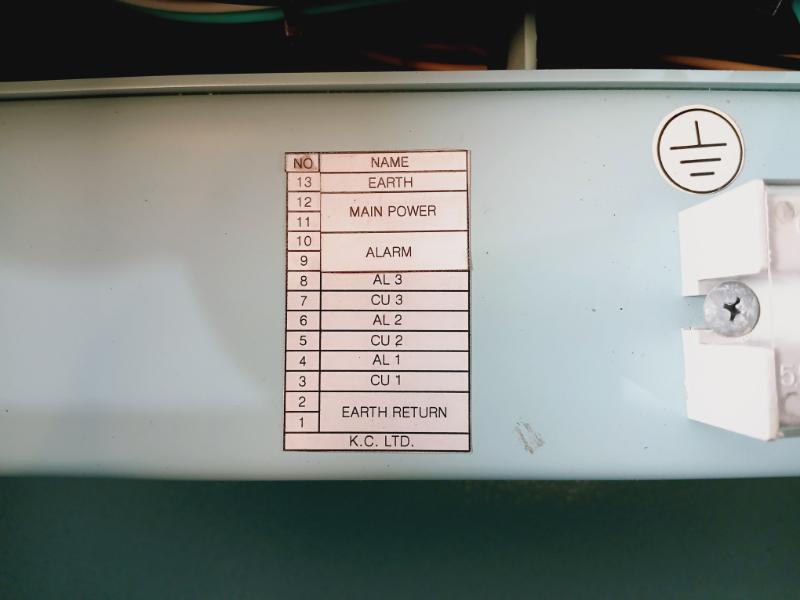 NO NAME
13 EARTH
12
MAIN POWER
11
10
ALARM
9
8 AL 3
7 CU 3
6 AL 2
5 CU 2
4 AL 1
3 CU 1
2
EARTH RETURN
1
K.C. LTD.
5